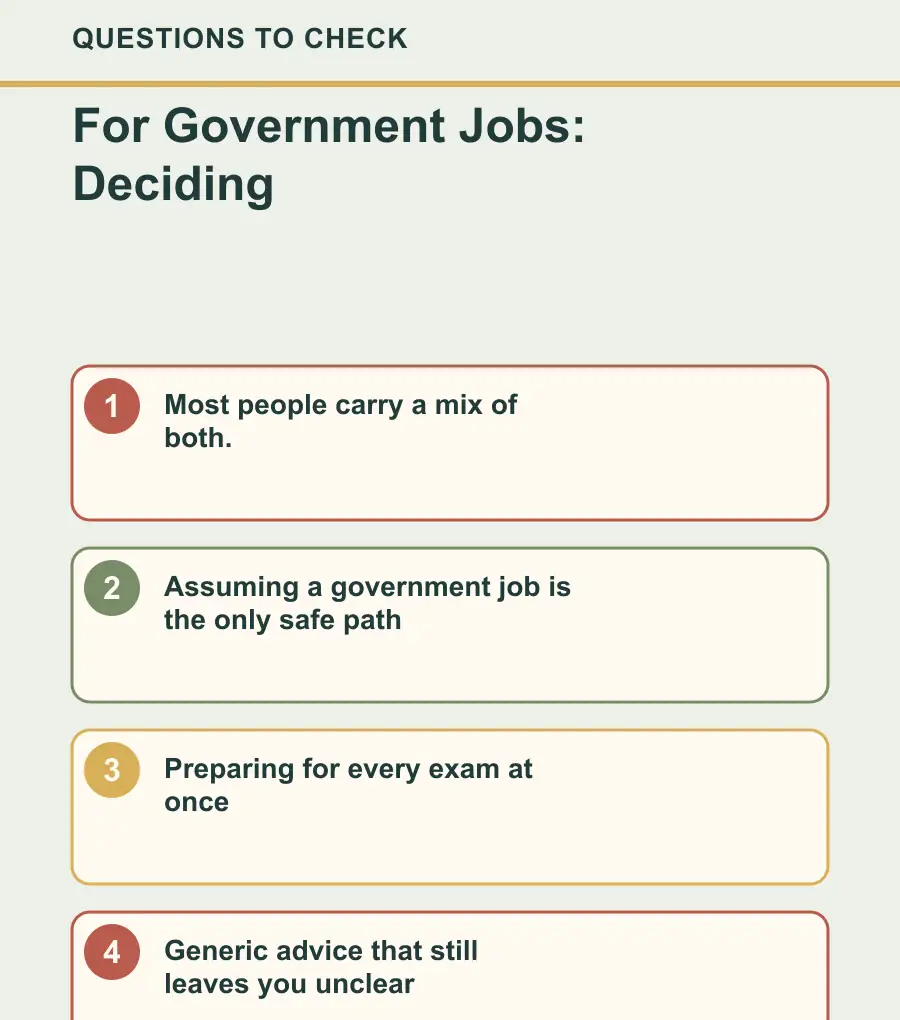 QUESTIONS TO CHECK
For Government Jobs:
Deciding
1
Most people carry a mix of
both.
2
Assuming a government job is
the only safe path
3
Preparing for every exam at
once
4
Generic advice that still
leaves you unclear